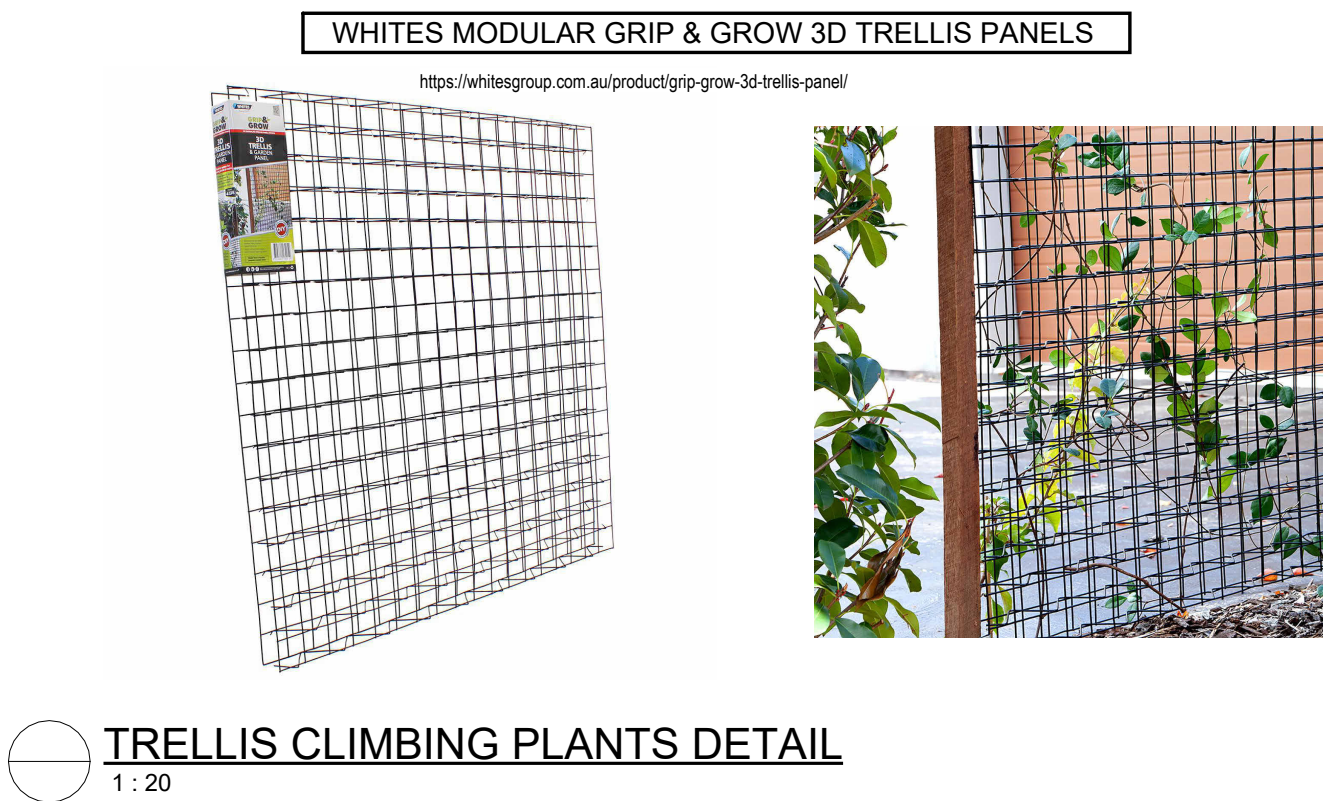 WHITES MODULAR GRIP & GROW 3D TRELLIS PANELS
https://whitesgroup.com.au/product/grip-grow-3d-trellis-panel/
GRIP&
GROW
3D
TRELLIS
& GARDEN
PANEL
DIY
TRELLIS CLIMBING PLANTS DETAIL
1 : 20